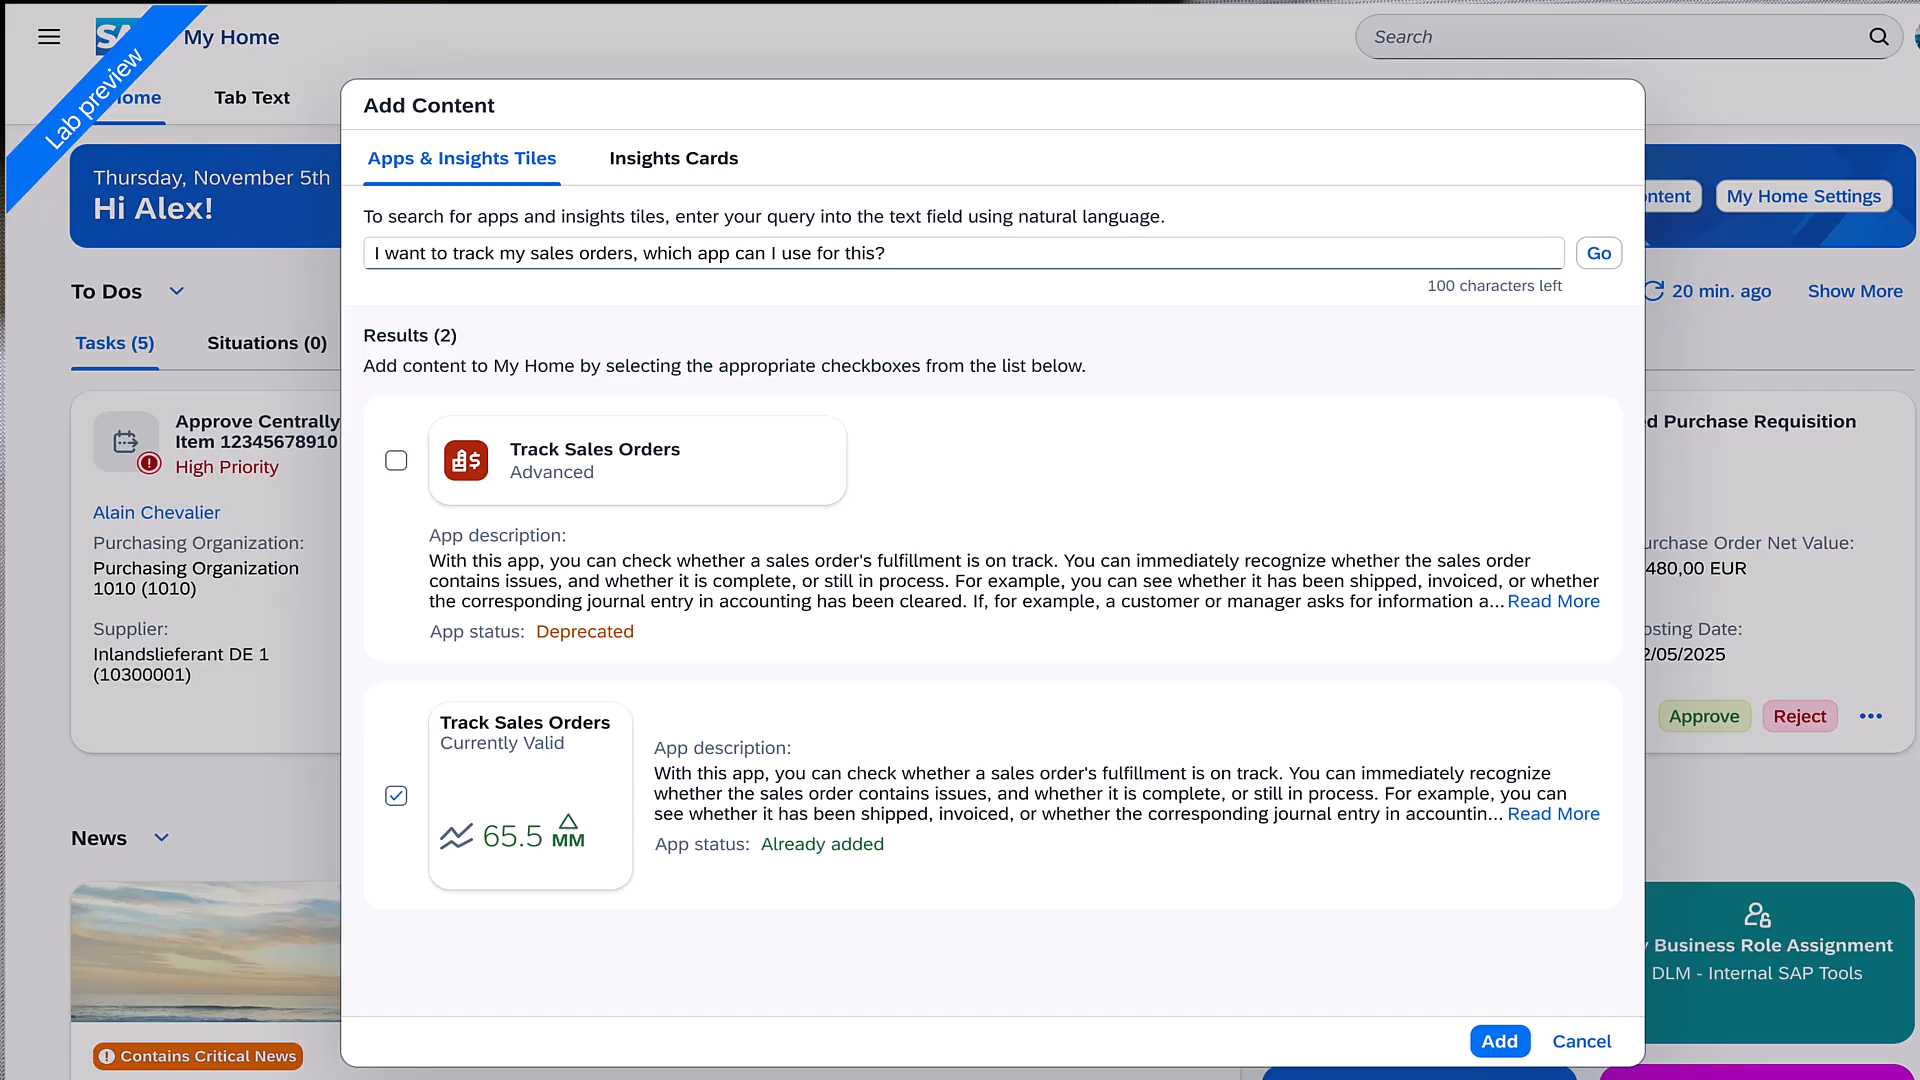 My Home
Search
Lab preview
Tab Text
Add Content
Apps & Insights Tiles
Insights Cards
Thursday, November 5th
Hi Alex!
My Home Settings
To search for apps and insights tiles, enter your query into the text field using natural language.
I want to track my sales orders, which app can I use for this?
Go
100 characters left
To Dos
20 min. ago
Show More
Tasks (5)
Situations (0)
Results (2)
Add content to My Home by selecting the appropriate checkboxes from the list below.
Approve Centrally
Item 12345678910
High Priority
Alain Chevalier
Purchasing Organization:
Purchasing Organization
1010 (1010)
Supplier:
Inlandslieferant DE 1
(10300001)
Track Sales Orders
Advanced
App description:
With this app, you can check whether a sales order's fulfillment is on track. You can immediately recognize whether the sales order
contains issues, and whether it is complete, or still in process. For example, you can see whether it has been shipped, invoiced, or whether
the corresponding journal entry in accounting has been cleared. If, for example, a customer or manager asks for information a... Read More
App status: Deprecated
Track Sales Orders
Currently Valid
65.5 MM
App description:
With this app, you can check whether a sales order's fulfillment is on track. You can immediately recognize
whether the sales order contains issues, and whether it is complete, or still in process. For example, you can
see whether it has been shipped, invoiced, or whether the corresponding journal entry in accountin... Read More
App status: Already added
Purchase Requisition
Order Net Value:
480,00 EUR
Date:
/05/2025
Approve
Reject
News
Contains Critical News
Business Role Assignment
DLM - Internal SAP Tools
Add
Cancel